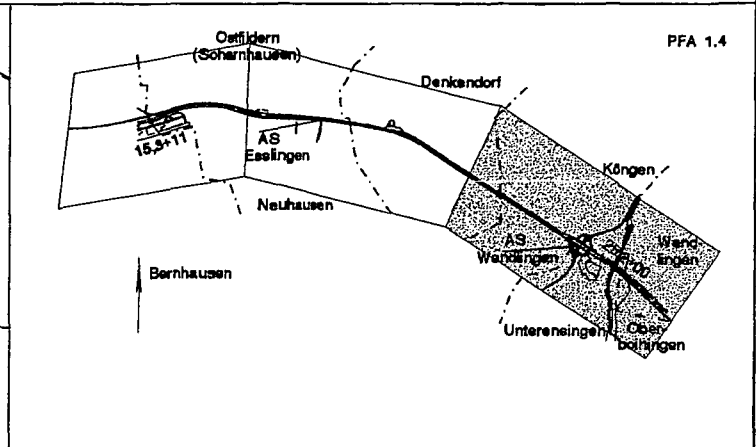 PFA 1.4
Ostfildern
(Scharnhausen)
Denkendorf
15,3+11
AS
Esslingen
Köngen
Neuhausen
AS
Wendlingen
Wend
lingen
Bernhausen
Unterensingen
Ober-
boihingen